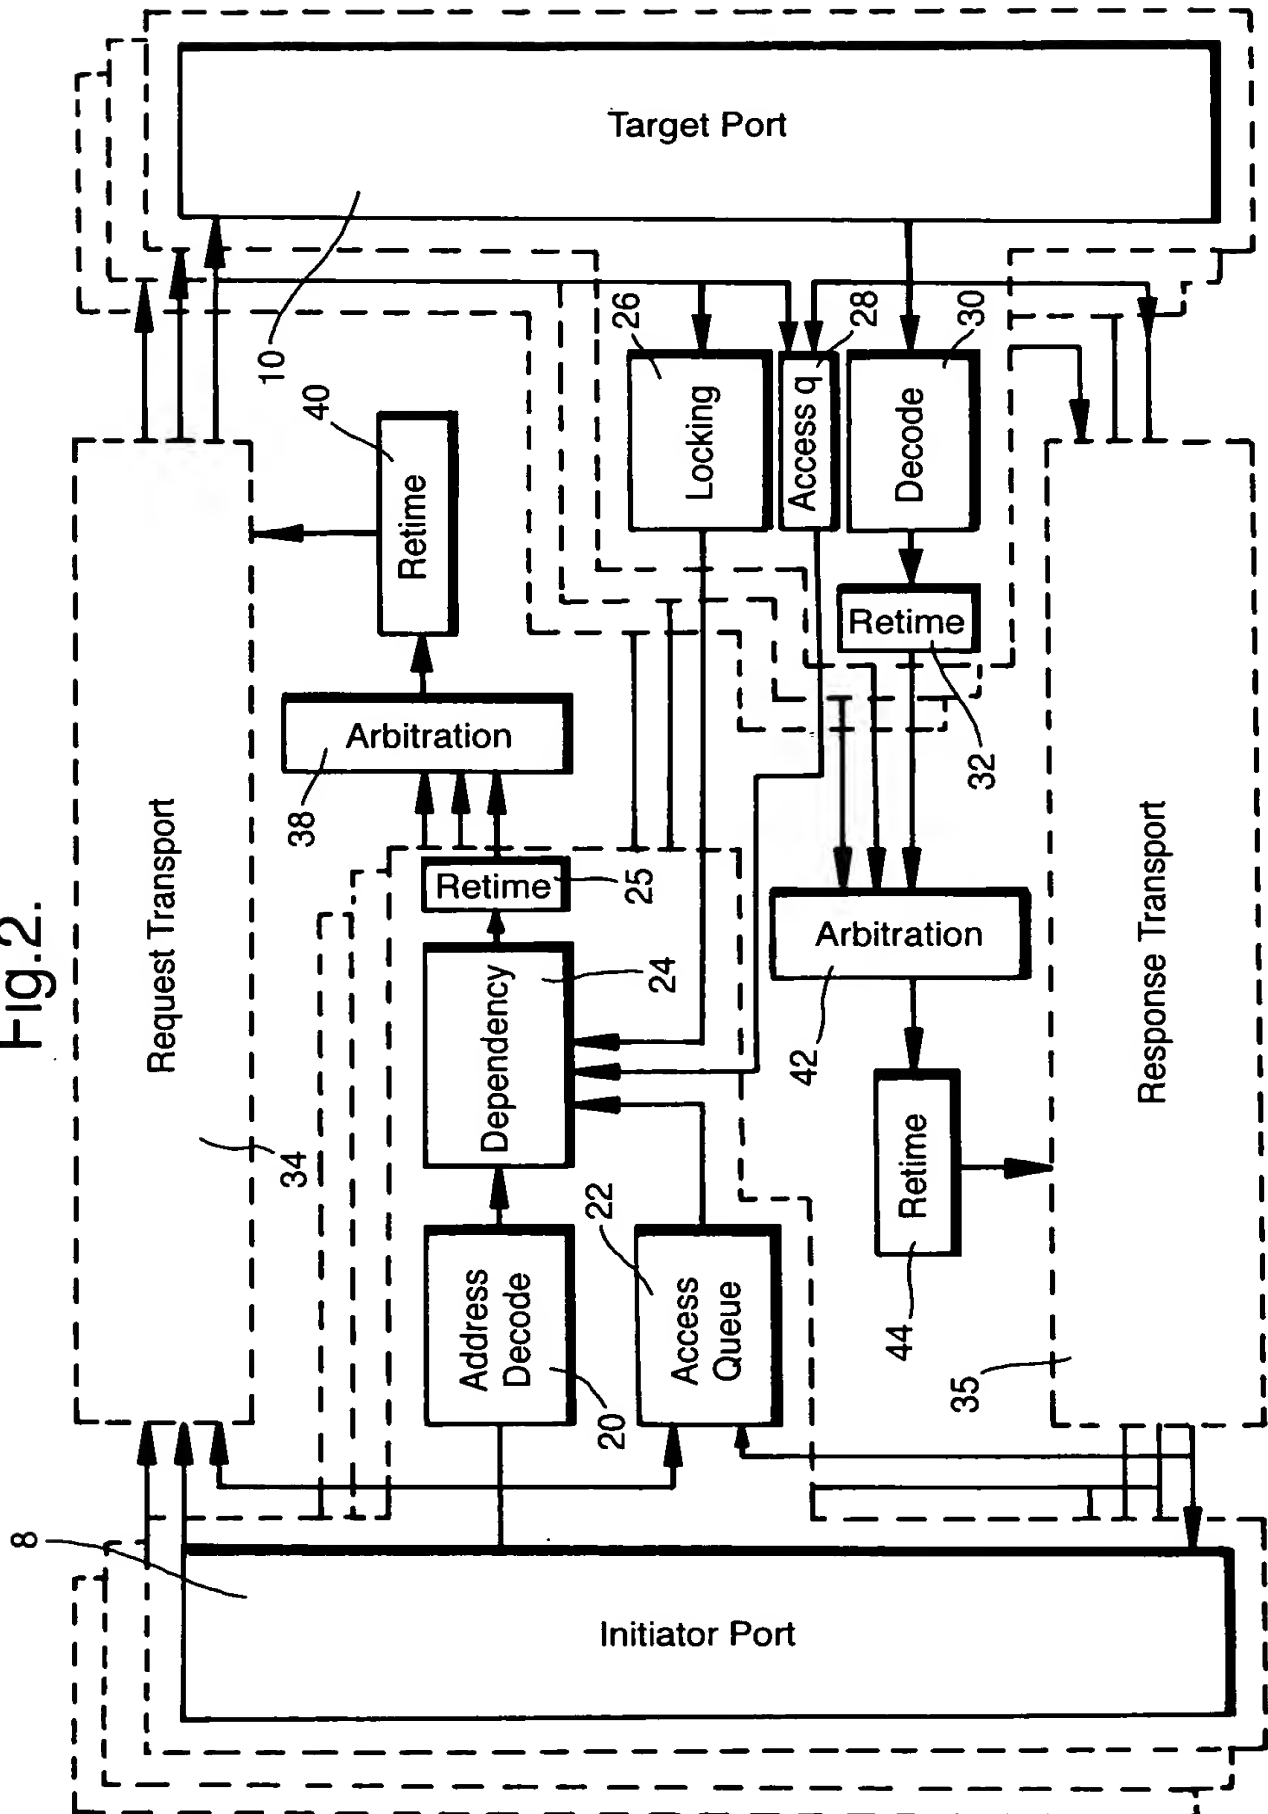 Fig.2.
Target Port
10
Request Transport
34
Retime
40
Arbitration
38
Retime
25
Dependency
24
Address
Decode
20
Access
Queue
22
Locking
26
Access q
28
Decode
30
Retime
32
Arbitration
42
Retime
44
Response Transport
35
Initiator Port
8